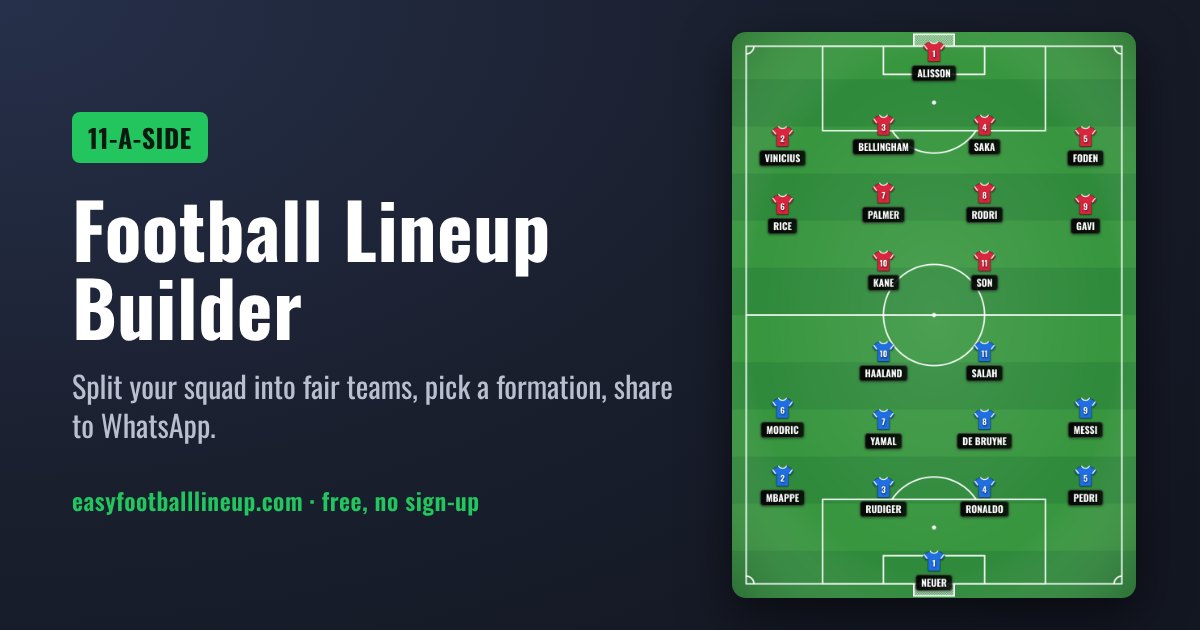 11-A-SIDE
Football Lineup
Builder
Split your squad into fair teams, pick a formation, share
to WhatsApp.
easyfootballlineup.com · free, no sign-up
1
ALISSON
2
3
4
5
VINICIUS
BELLINGHAM
SAKA
FODEN
6
7
8
9
RICE
PALMER
RODRI
GAVI
10
11
KANE
SON
10
11
HAALAND
SALAH
6
7
8
9
MODRIC
YAMAL
DE BRUYNE
MESSI
2
3
4
5
MBAPPE
RUDIGER
RONALDO
PEDRI
1
NEUER